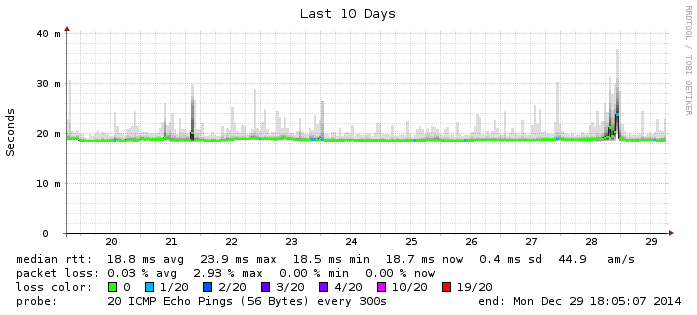 Last 10 Days
RRDTOOL / TOBI OETIKER
Seconds
40 m
30 m
20 m
10 m
0
20 21 22 23 24 25 26 27 28 29
median rtt: 18.8 ms avg 23.9 ms max 18.5 ms min 18.7 ms now 0.4 ms sd 44.9 am/s
packet loss: 0.03 % avg 2.93 % max 0.00 % min 0.00 % now
loss color: 0 1/20 2/20 3/20 4/20 10/20 19/20
probe: 20 ICMP Echo Pings (56 Bytes) every 300s end: Mon Dec 29 18:05:07 2014